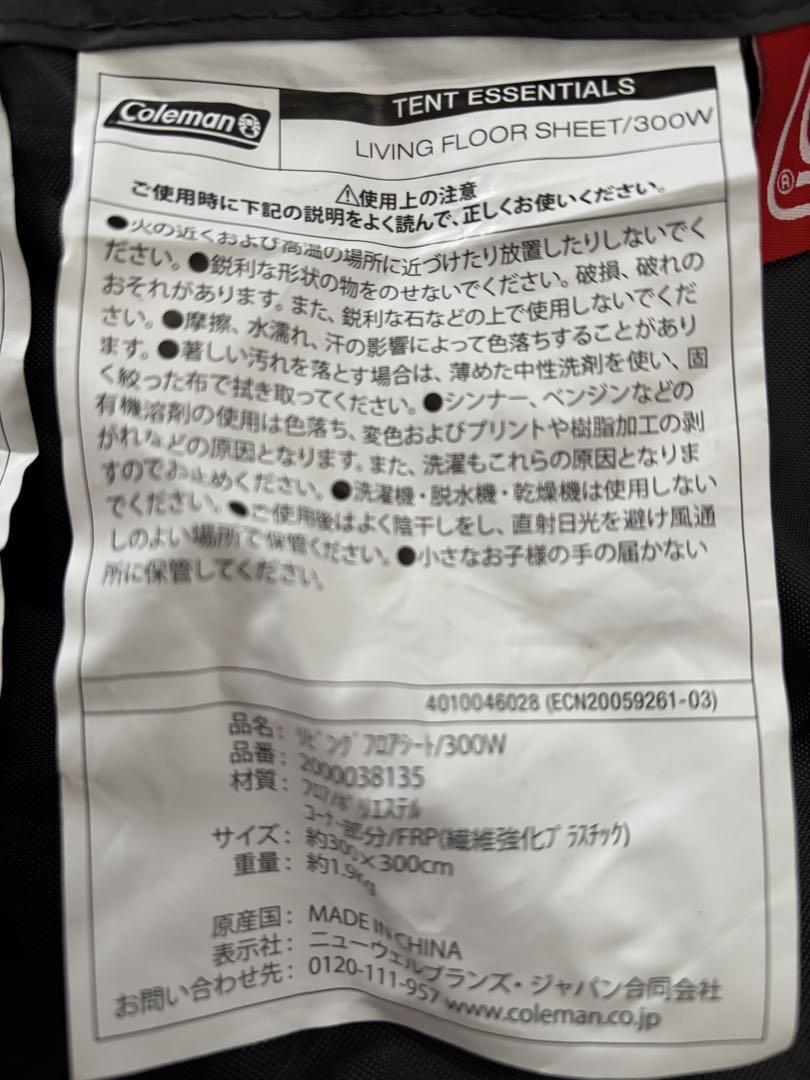 Coleman
TENT ESSENTIALS
LIVING FLOOR SHEET/300W
⚠使用上の注意
ご使用時に下記の説明をよく読んで、正しくお使いください。
●火の近くおよび高温の場所に近づけたり放置したりしないでく
ださい。●鋭利な形状の物をのせないでください。破損、破れの
おそれがあります。また、鋭利な石などの上で使用しないでくだ
さい。●摩擦、水濡れ、汗の影響によって色落ちすることがあり
ます。●著しい汚れを落とす場合は、薄めた中性洗剤を使い、固
く絞った布で拭き取ってください。●シンナー、ベンジンなどの
有機溶剤の使用は色落ち、変色およびプリントや樹脂加工の剥
がれなどの原因となります。また、洗濯もこれらの原因となりま
すのでお止めください。●洗濯機・脱水機・乾燥機は使用しない
でください。●ご使用後はよく陰干しをし、直射日光を避け風通
しのよい場所で保管ください。●小さなお子様の手の届かない
所に保管してください。
4010046028 (ECN20059261-03)
品名：ﾘﾋﾞﾝｸﾞﾌﾛｱｼｰﾄ/300W
品番：2000038135
材質：ﾌﾛｱ/ﾎﾟﾘｴｽﾃﾙ
ｺｰﾅｰ部分/FRP(繊維強化ﾌﾟﾗｽﾁｯｸ)
サイズ：約300×300cm
重量：約1.9kg
原産国：MADE IN CHINA
表示社：ニューウェルブランズ・ジャパン合同会社
お問い合わせ先：0120-111-957 www.coleman.co.jp
®